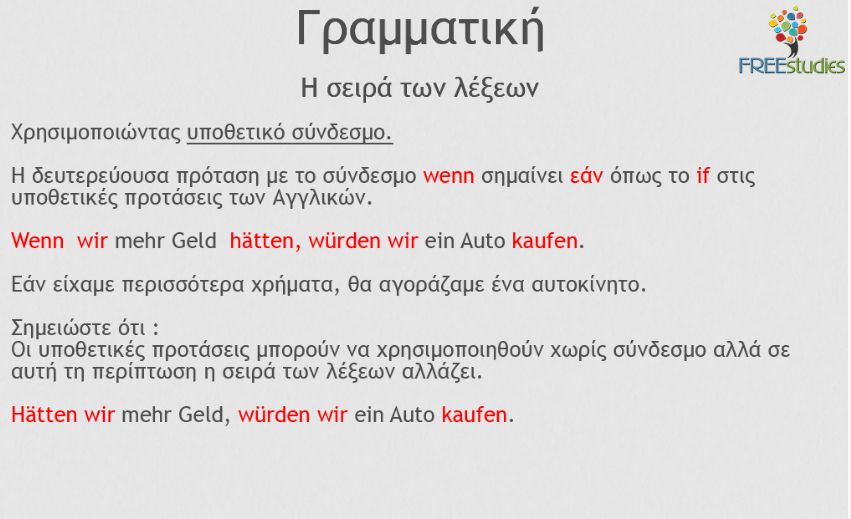 Γραμματική
FREEstudies
Η σειρά των λέξεων
Χρησιμοποιώντας υποθετικό σύνδεσμο.
Η δευτερεύουσα πρόταση με το σύνδεσμο wenn σημαίνει εάν όπως το if στις
υποθετικές προτάσεις των Αγγλικών.
Wenn wir mehr Geld hätten, würden wir ein Auto kaufen.
Εάν είχαμε περισσότερα χρήματα, θα αγοράζαμε ένα αυτοκίνητο.
Σημειώστε ότι :
Οι υποθετικές προτάσεις μπορούν να χρησιμοποιηθούν χωρίς σύνδεσμο αλλά σε
αυτή τη περίπτωση η σειρά των λέξεων αλλάζει.
Hätten wir mehr Geld, würden wir ein Auto kaufen.